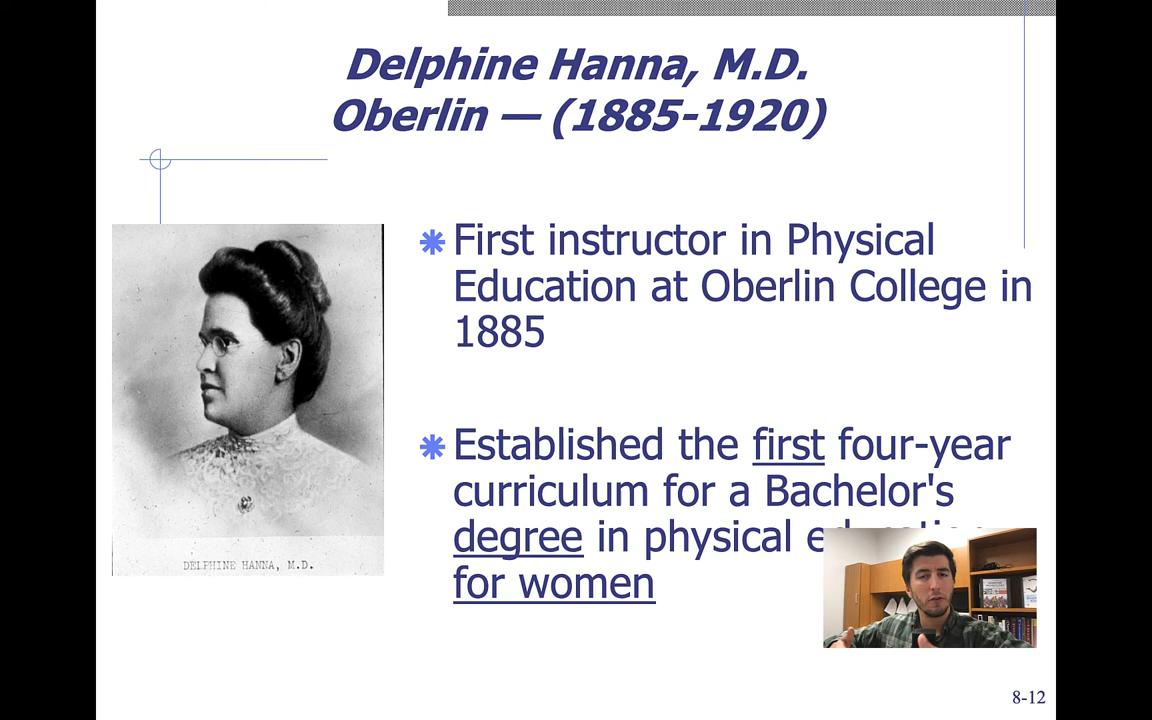 Delphine Hanna, M.D.
Oberlin — (1885-1920)
First instructor in Physical
Education at Oberlin College in
1885
Established the first four-year
curriculum for a Bachelor's
degree in physical
for women
DELPHINE HANNA, M.D.
8-12